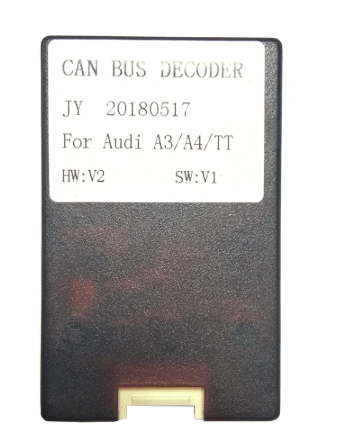 CAN BUS DECODER
JY 20180517
For Audi A3/A4/TT
HW:V2 SW:V1